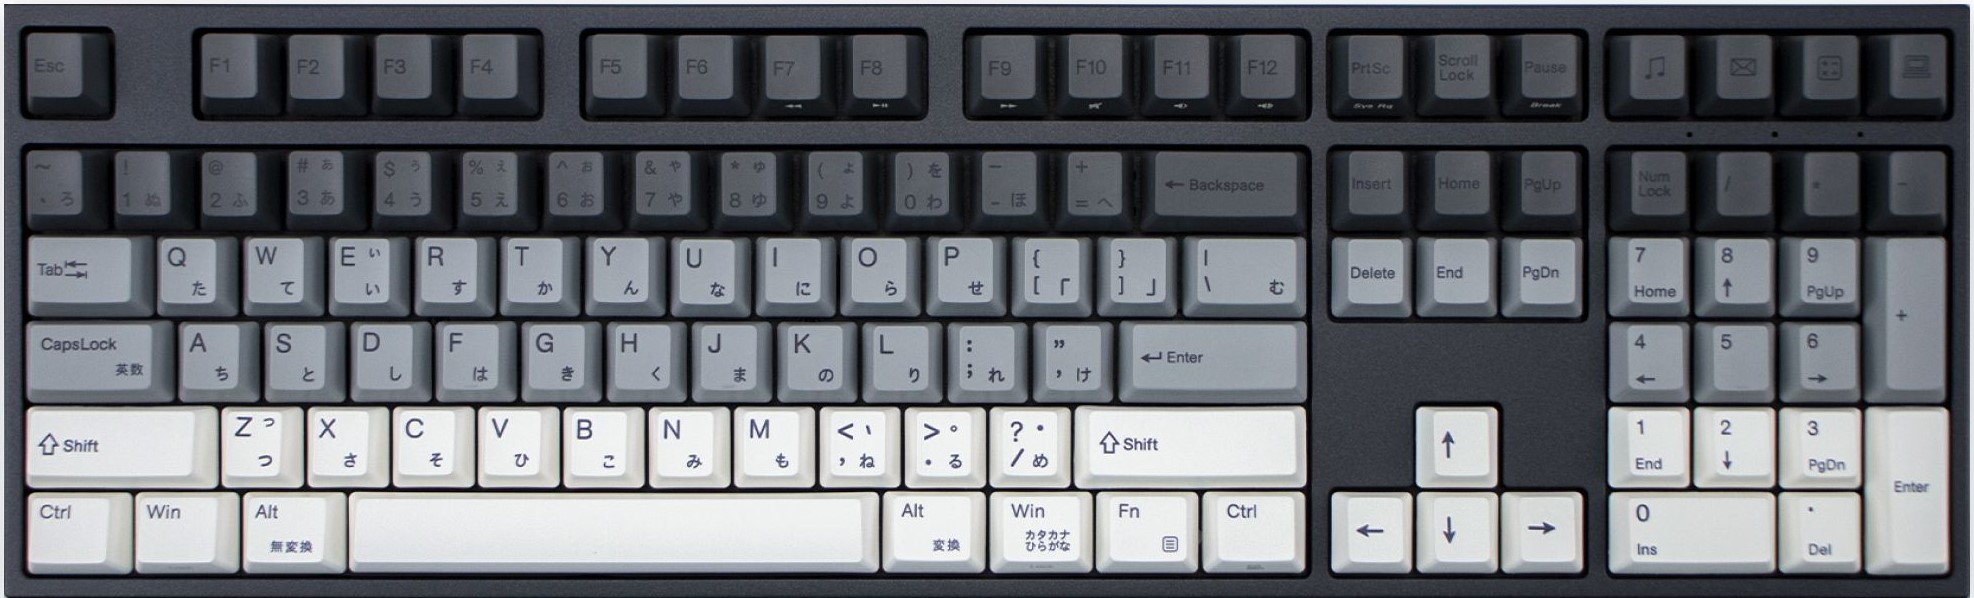 Esc F1 F2 F3 F4 F5 F6 F7 F8 F9 F10 F11 F12 PrtSc Scroll Lock Pause
Sys Rq Break
~ ! @ # ぁ $ ぅ % ぇ ^ ぉ & ゃ * ゅ ( ょ ) を – +
ろ 1 ぬ 2 ふ 3 あ 4 う 5 え 6 お 7 や 8 ゆ 9 よ 0 わ - ほ = へ ← Backspace Insert Home PgUp Num Lock / * -
Tab Q W E ぃ R T Y U I O P { } | 7 8 9
た て い す か ん な に ら せ [ 「 ] 」 \ む Delete End PgDn Home ↑ PgUp +
CapsLock A S D F G H J K L : ” Enter 4 5 6
英数 ち と し は き く ま の り ; れ ’ け ← →
Shift Z っ X C V B N M < 、 > 。 ? ・ Shift ↑ 1 2 3
つ さ そ ひ こ み も , ね . る / め End ↓ PgDn
Ctrl Win Alt Alt Win Fn Ctrl ← ↓ → 0 . Enter
無変換 変換 カタカナ Ins Del
ひらがな